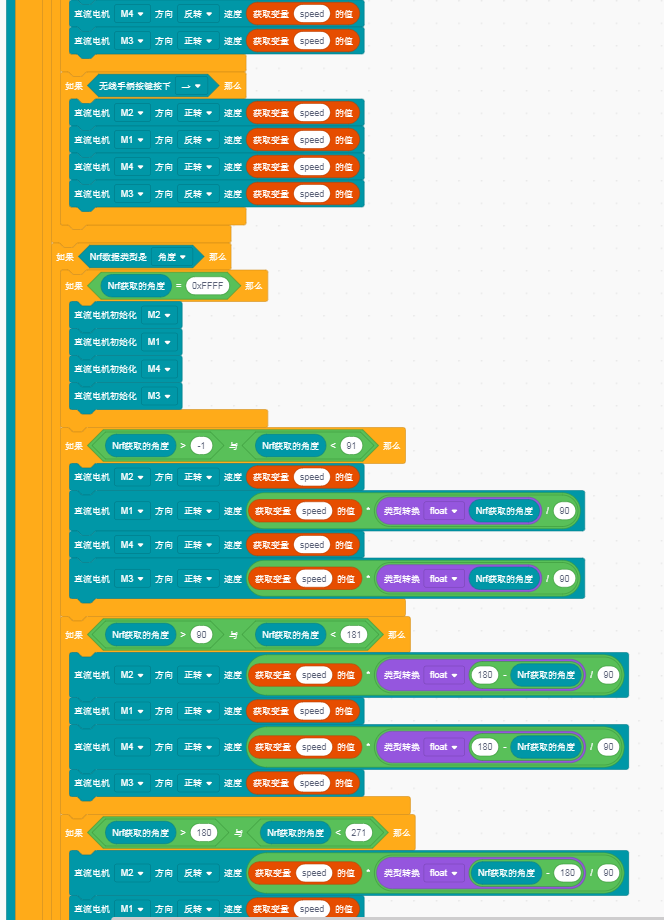 直流电机 M4 方向 反转 速度 获取变量 speed 的值
直流电机 M3 方向 反转 速度 获取变量 speed 的值
如果 无线手柄按键按下 → 那么
直流电机 M2 方向 正转 速度 获取变量 speed 的值
直流电机 M1 方向 反转 速度 获取变量 speed 的值
直流电机 M4 方向 正转 速度 获取变量 speed 的值
直流电机 M3 方向 反转 速度 获取变量 speed 的值
如果 Nrf数据类型是 角度 那么
如果 Nrf获取的角度 = 0xFFFF 那么
直流电机初始化 M2
直流电机初始化 M1
直流电机初始化 M4
直流电机初始化 M3
如果 Nrf获取的角度 > -1 与 Nrf获取的角度 < 91 那么
直流电机 M2 方向 正转 速度 获取变量 speed 的值
直流电机 M1 方向 正转 速度 获取变量 speed 的值 * 类型转换 float Nrf获取的角度 / 90
直流电机 M4 方向 正转 速度 获取变量 speed 的值
直流电机 M3 方向 正转 速度 获取变量 speed 的值 * 类型转换 float Nrf获取的角度 / 90
如果 Nrf获取的角度 > 90 与 Nrf获取的角度 < 181 那么
直流电机 M2 方向 正转 速度 获取变量 speed 的值 * 类型转换 float 180 - Nrf获取的角度 / 90
直流电机 M1 方向 正转 速度 获取变量 speed 的值
直流电机 M4 方向 正转 速度 获取变量 speed 的值 * 类型转换 float 180 - Nrf获取的角度 / 90
直流电机 M3 方向 正转 速度 获取变量 speed 的值
如果 Nrf获取的角度 > 180 与 Nrf获取的角度 < 271 那么
直流电机 M2 方向 反转 速度 获取变量 speed 的值 * 类型转换 float Nrf获取的角度 - 180 / 90
直流电机 M1 方向 反转 速度 获取变量 speed 的值